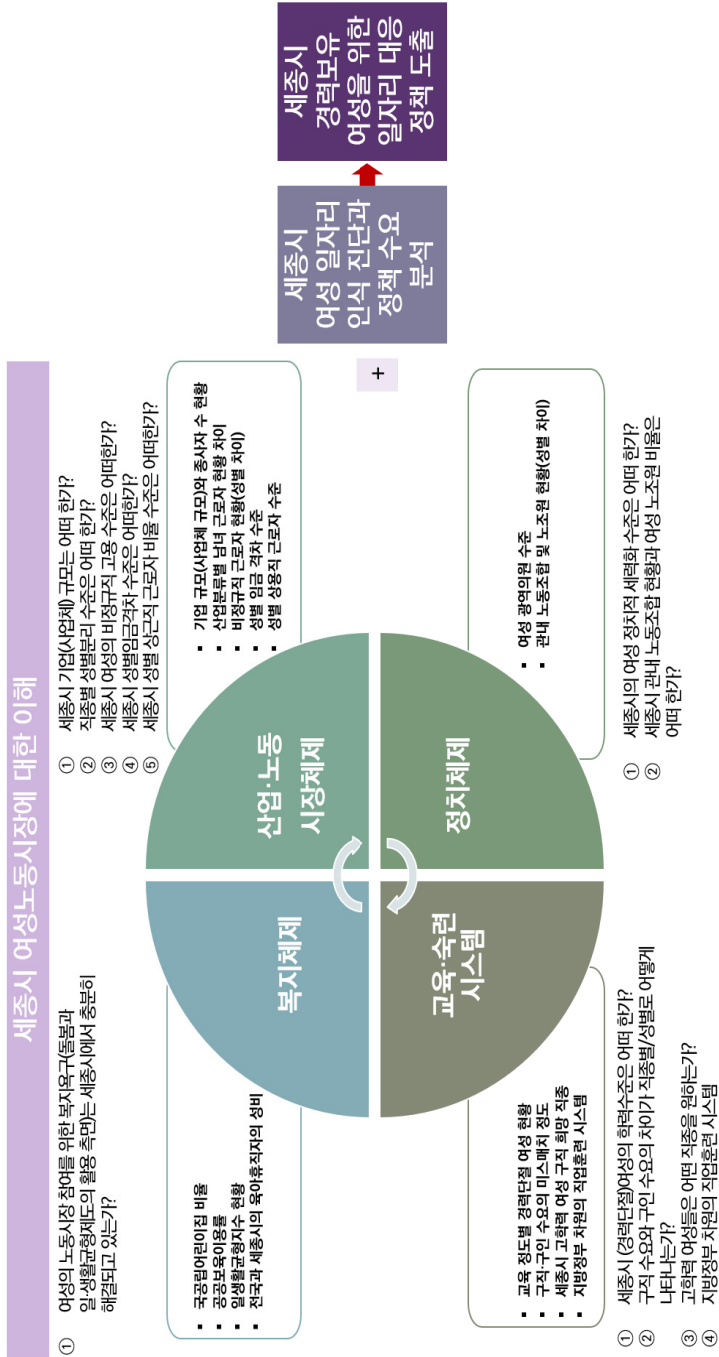 세종시 여성노동시장에 대한 이해
① 여성의 노동시장 참여를 위한 복지욕구(돌봄과
일·생활균형제도의 활용 측면)는 세종시에서 충분히
해결되고 있는가?
▪ 국공립어린이집 비율
▪ 공공보육이용률
▪ 일생활균형지수 현황
▪ 전국과 세종시의 육아휴직자의 성비
복지체제
① 세종시 기업(사업체) 규모는 어떠 한가?
② 직종별 성별분리 수준은 어떠 한가?
③ 세종시 여성의 비정규직 고용 수준은 어떠한가?
④ 세종시 성별임금격차 수준은 어떠한가?
⑤ 세종시 성별 상근직 근로자 비율 수준은 어떠한가?
▪ 기업 규모(사업체 규모)와 종사자 수 현황
▪ 산업분류별 남녀 근로자 현황 차이
▪ 비정규직 근로자 현황(성별 차이)
▪ 성별 임금 격차 수준
▪ 성별 상용직 근로자 수준
산업·노동
시장체제
교육·숙련
시스템
▪ 교육 정도별 경력단절 여성 현황
▪ 구직·구인 수요의 미스매치 정도
▪ 세종시 고학력 여성 구직 희망 직종
▪ 지방정부 차원의 직업훈련 시스템
① 세종시 (경력단절)여성의 학력수준은 어떠 한가?
② 구직 수요와 구인 수요의 차이가 직종별/성별로 어떻게
나타나는가?
③ 고학력 여성들은 어떤 직종을 원하는가?
④ 지방정부 차원의 직업훈련 시스템
정치체제
▪ 여성 광역의원 수준
▪ 관내 노동조합 및 노조원 현황(성별 차이)
① 세종시의 여성 정치적 세력화 수준은 어떠 한가?
② 세종시 관내 노동조합 현황과 여성 노조원 비율은
어떠 한가?
+
세종시
여성 일자리
인식 진단과
정책 수요
분석
세종시
경력보유
여성을 위한
일자리 대응
정책 도출